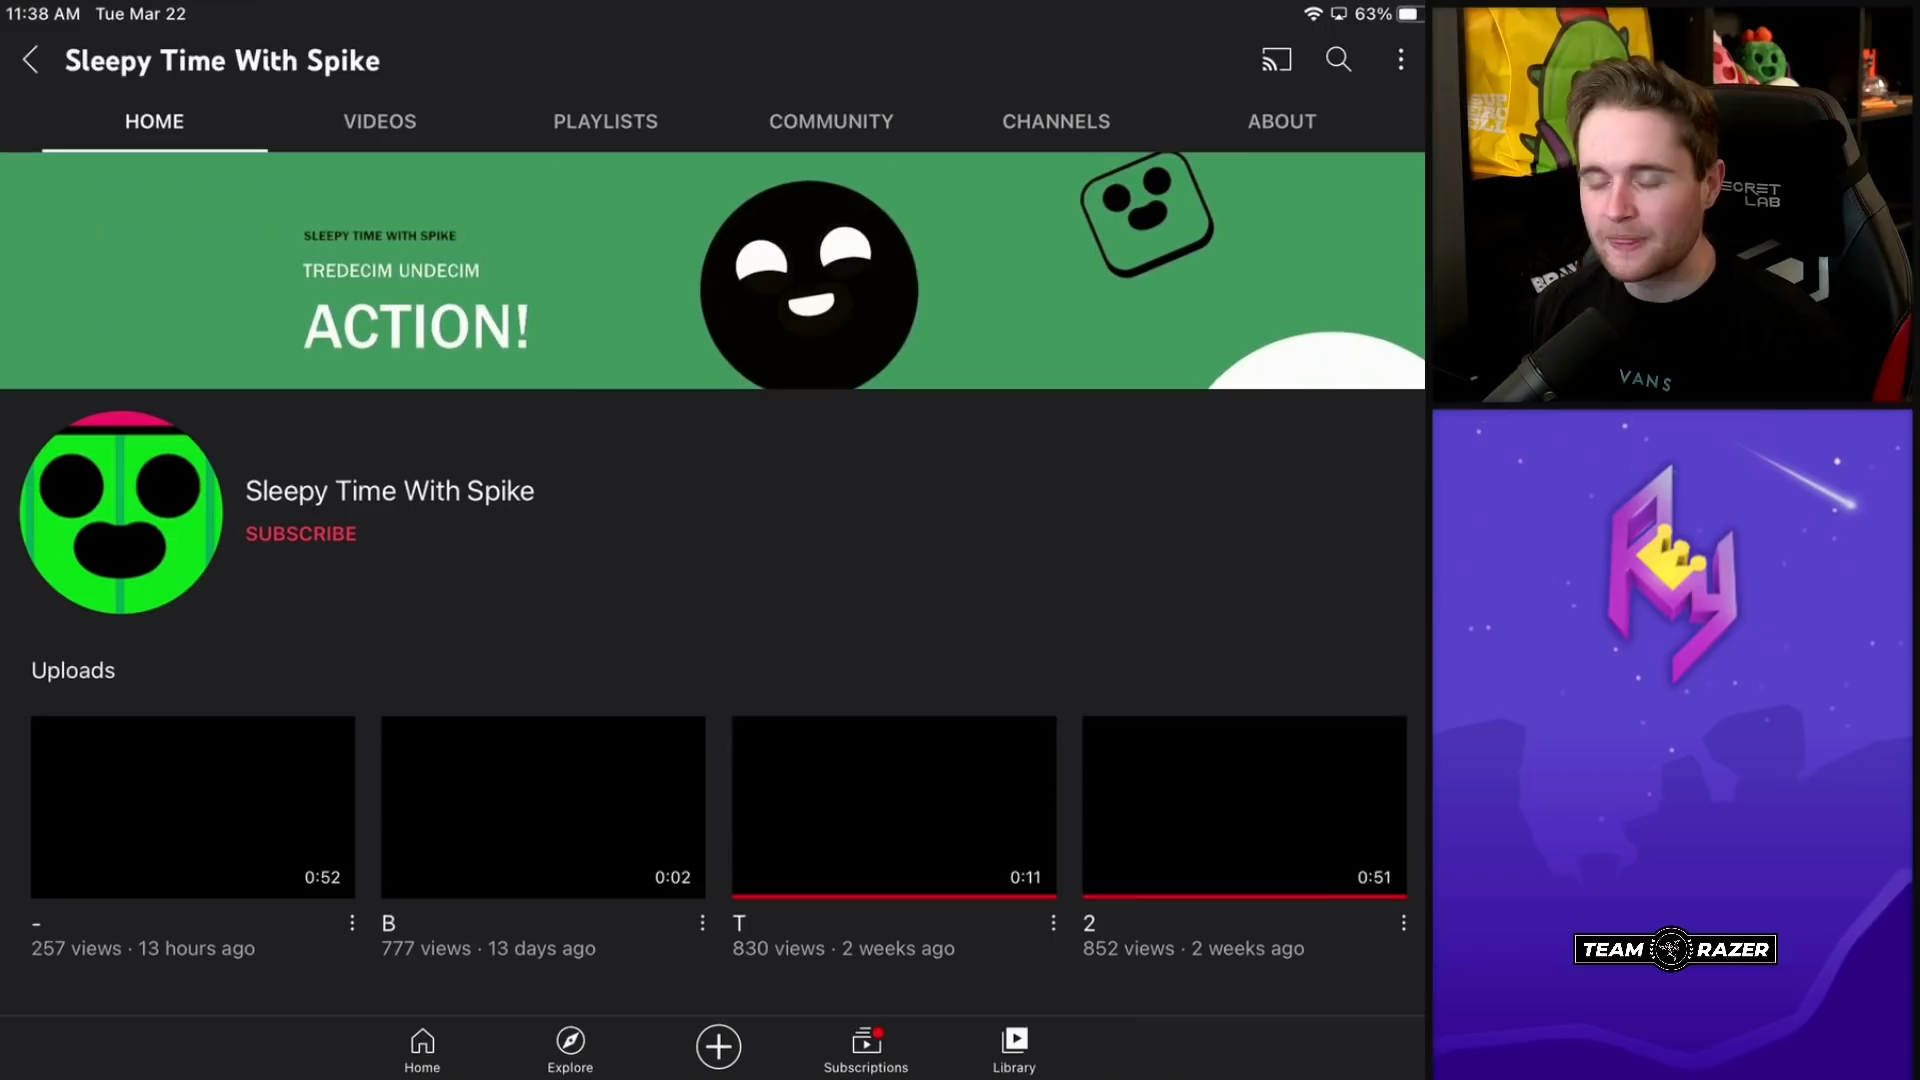 11:38 AM Tue Mar 22
63%
Sleepy Time With Spike
HOME VIDEOS PLAYLISTS COMMUNITY CHANNELS ABOUT
SLEEPY TIME WITH SPIKE
TREDECIM UNDECIM
ACTION!
Sleepy Time With Spike
SUBSCRIBE
Uploads
0:52 0:02 0:11 0:51
- B T 2
257 views · 13 hours ago 777 views · 13 days ago 830 views · 2 weeks ago 852 views · 2 weeks ago
Home Explore Subscriptions Library
SUPERCELL
SECRET
LAB
VANS
Rey
TEAM RAZER